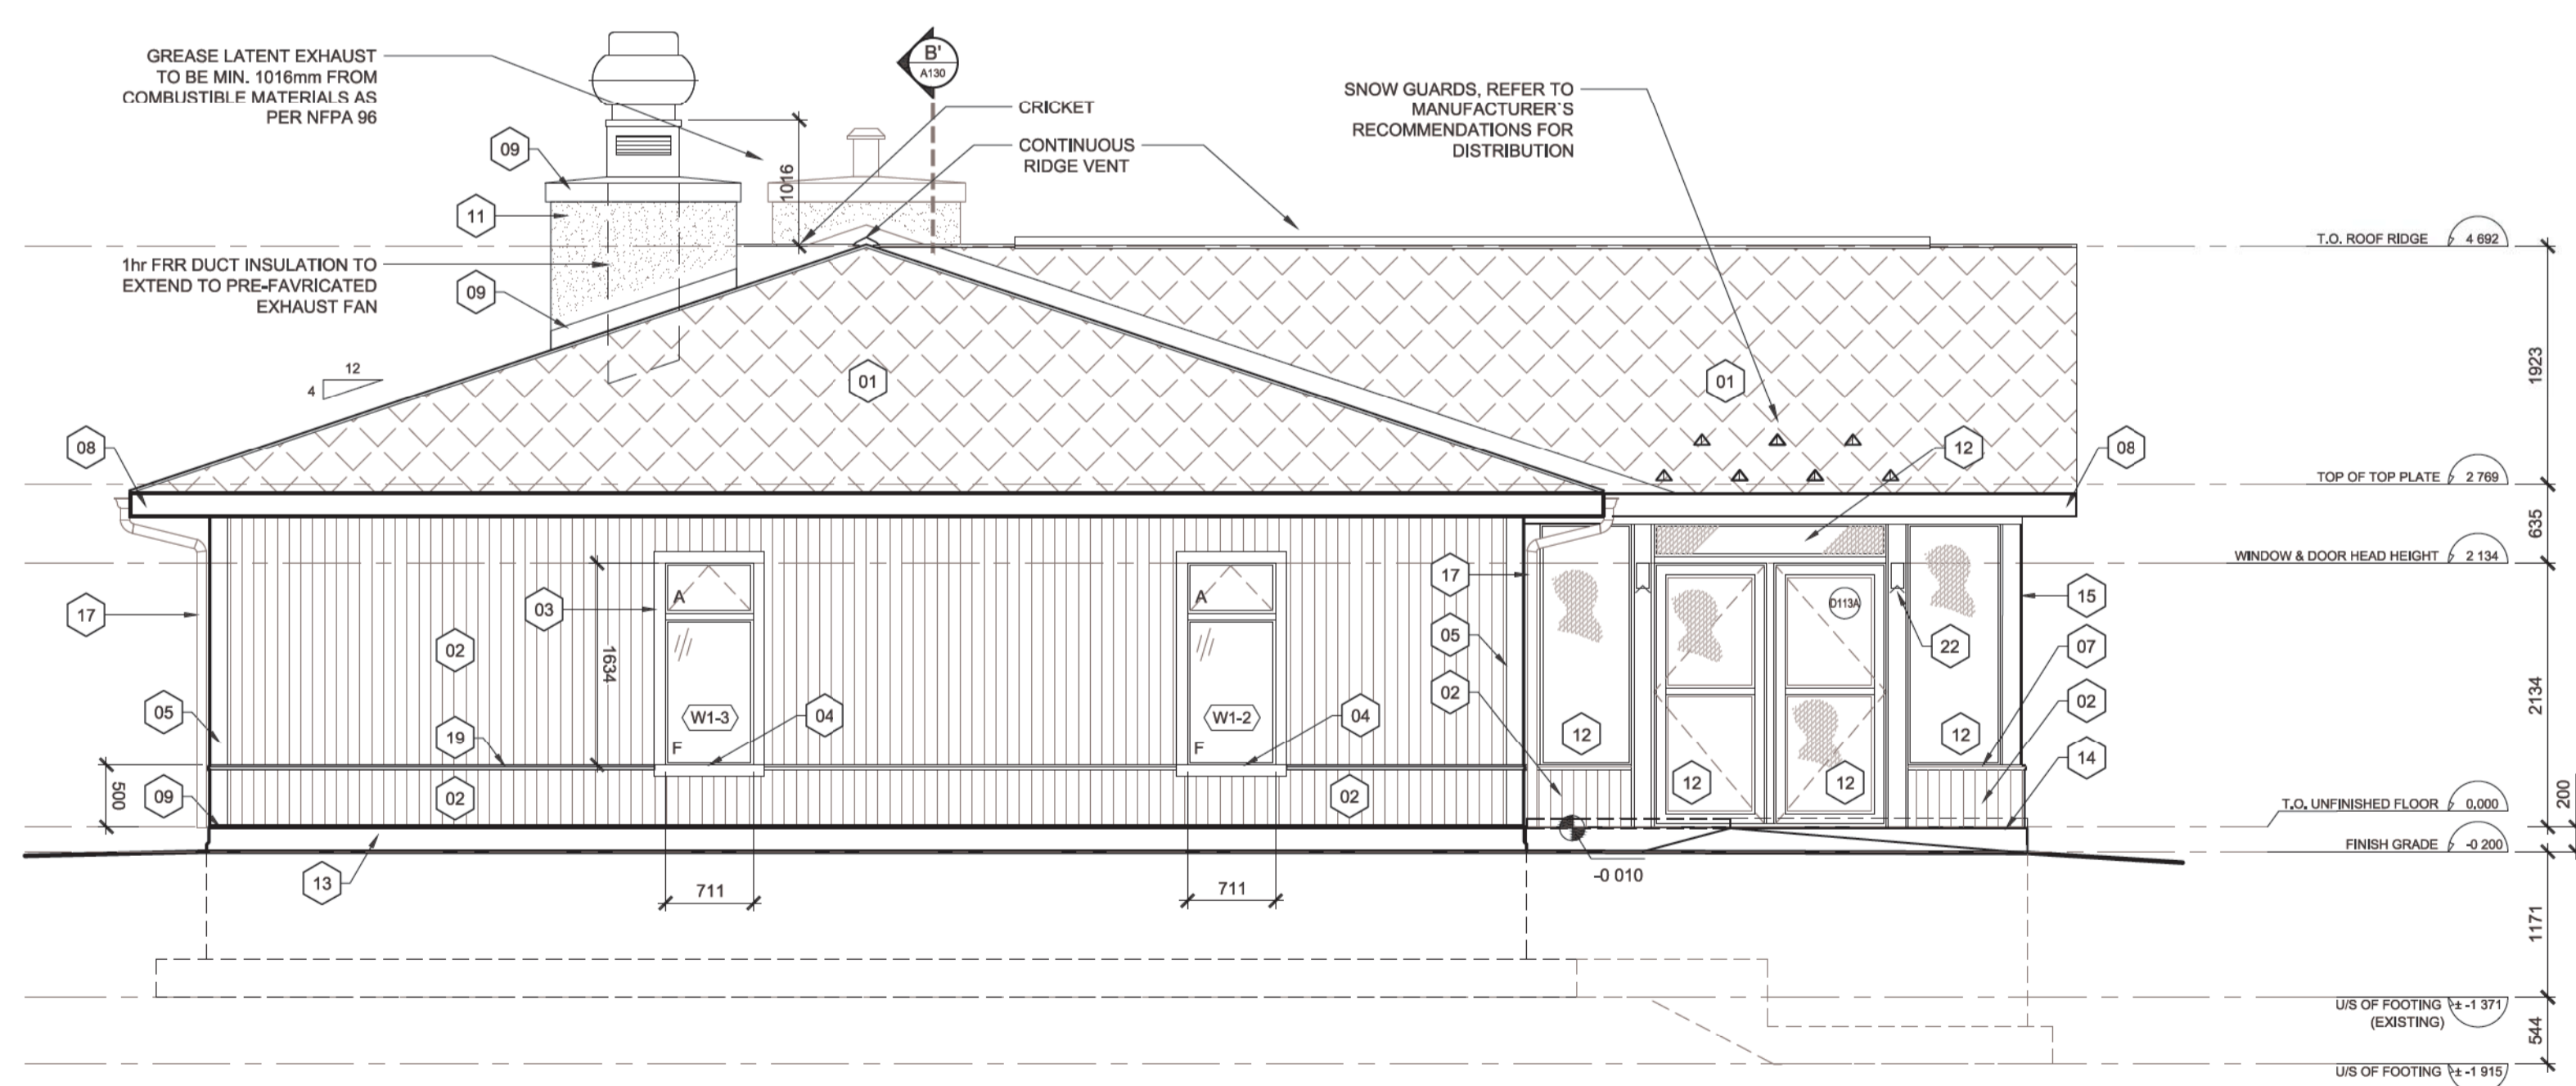 GREASE LATENT EXHAUST
TO BE MIN. 1016mm FROM
COMBUSTIBLE MATERIALS AS
PER NFPA 96
B'
A130
CRICKET
CONTINUOUS
RIDGE VENT
SNOW GUARDS, REFER TO
MANUFACTURER'S
RECOMMENDATIONS FOR
DISTRIBUTION
09
11
1016
1hr FRR DUCT INSULATION TO
EXTEND TO PRE-FAVRICATED
EXHAUST FAN
09
T.O. ROOF RIDGE 4 692
12
4
01
01
1923
08
12
08
TOP OF TOP PLATE 2 769
635
WINDOW & DOOR HEAD HEIGHT 2 134
17
03
A
A
17
D113A
15
02
1634
05
22
07
05
W1-3
04
W1-2
04
02
02
2134
19
F
F
12
12
14
500
09
02
02
12
12
T.O. UNFINISHED FLOOR 0,000
200
FINISH GRADE -0 200
13
711
711
-0 010
1171
U/S OF FOOTING ± -1 371
(EXISTING)
544
U/S OF FOOTING ± -1 915